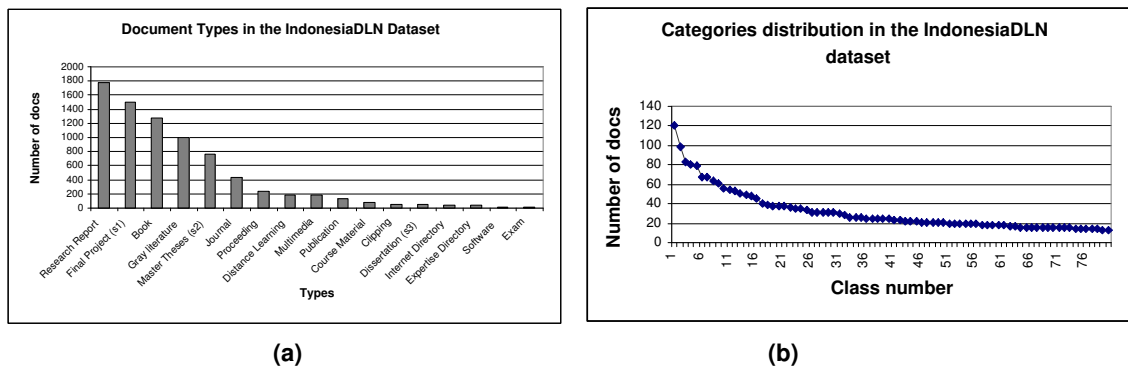 Document Types in the IndonesiaDLN Dataset
Number of docs
2000
1800
1600
1400
1200
1000
800
600
400
200
0
Research Report
Final Project (s1)
Book
Gray literature
Master Theses (s2)
Journal
Proceeding
Distance Learning
Multimedia
Publication
Course Material
Clipping
Dissertation (S3)
Internet Directory
Expertise Directory
Software
Exam
Types
(a)
Categories distribution in the IndonesiaDLN
dataset
Number of docs
140
120
100
80
60
40
20
0
1
6
11
16
21
26
31
36
41
46
51
56
61
66
71
76
Class number
(b)